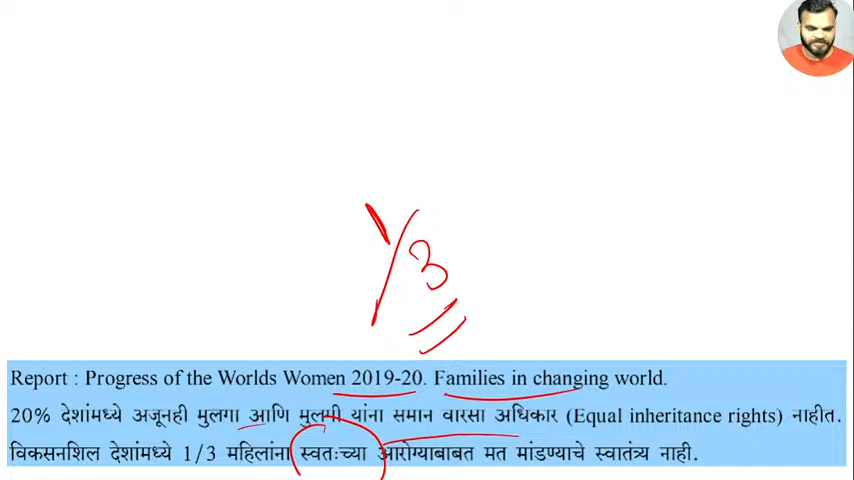 1/3
Report : Progress of the Worlds Women 2019-20. Families in changing world.
20% देशांमध्ये अजूनही मुलगा आणि मुलगी यांना समान वारसा अधिकार (Equal inheritance rights) नाहीत.
विकसनशिल देशांमध्ये 1/3 महिलांना स्वतःच्या आरोग्याबाबत मत मांडण्याचे स्वातंत्र्य नाही.